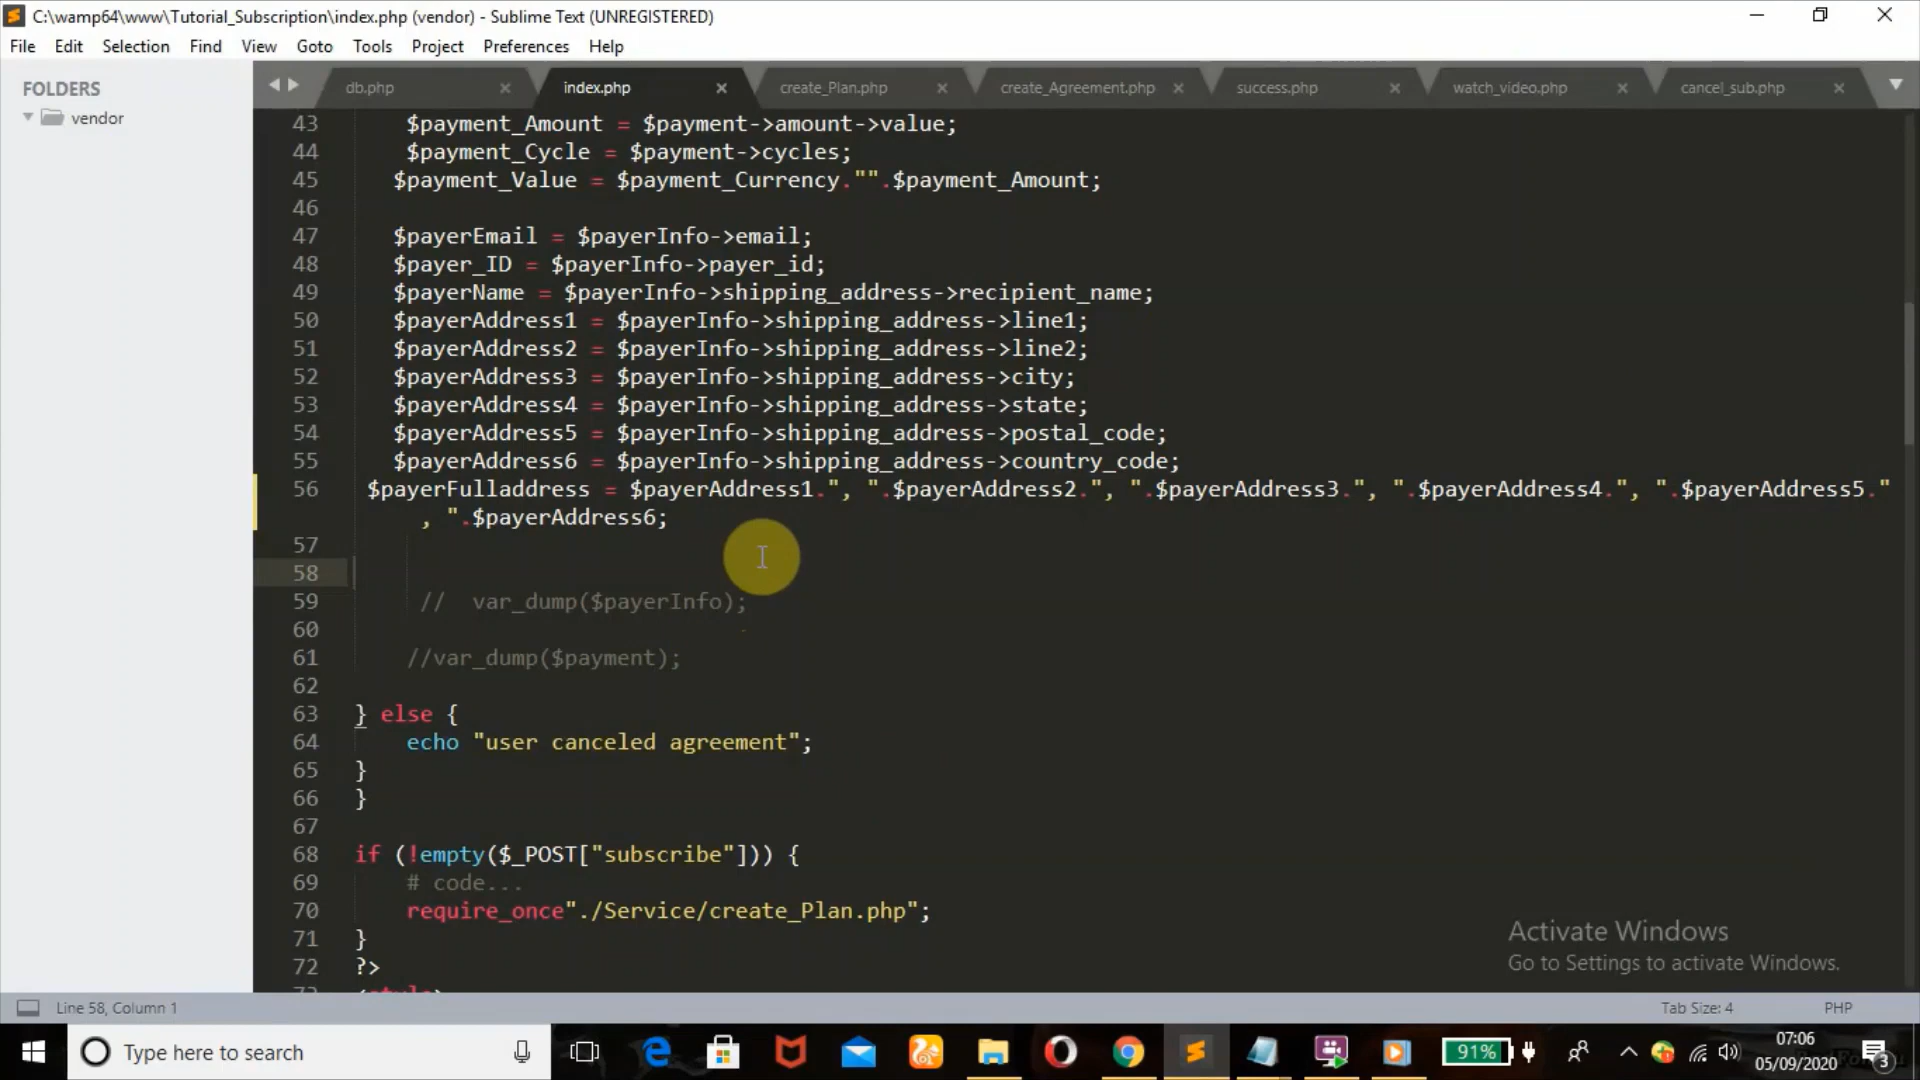 C:\wamp64\www\Tutorial_Subscription\index.php (vendor) - Sublime Text (UNREGISTERED)
File Edit Selection Find View Goto Tools Project Preferences Help
FOLDERS
vendor
db.php index.php create_Plan.php create_Agreement.php success.php watch_video.php cancel_sub.php
43 $payment_Amount = $payment->amount->value;
44 $payment_Cycle = $payment->cycles;
45 $payment_Value = $payment_Currency."".$payment_Amount;
46
47 $payerEmail = $payerInfo->email;
48 $payer_ID = $payerInfo->payer_id;
49 $payerName = $payerInfo->shipping_address->recipient_name;
50 $payerAddress1 = $payerInfo->shipping_address->line1;
51 $payerAddress2 = $payerInfo->shipping_address->line2;
52 $payerAddress3 = $payerInfo->shipping_address->city;
53 $payerAddress4 = $payerInfo->shipping_address->state;
54 $payerAddress5 = $payerInfo->shipping_address->postal_code;
55 $payerAddress6 = $payerInfo->shipping_address->country_code;
56 $payerFulladdress = $payerAddress1.", ".$payerAddress2.", ".$payerAddress3.", ".$payerAddress4.", ".$payerAddress5."
, ".$payerAddress6;
57
58
59 // var_dump($payerInfo);
60
61 //var_dump($payment);
62
63 } else {
64 echo "user canceled agreement";
65 }
66 }
67
68 if (!empty($_POST["subscribe"])) {
69 # code...
70 require_once"./Service/create_Plan.php";
71 }
72 ?>
Activate Windows
Go to Settings to activate Windows.
Line 58, Column 1
Tab Size: 4
PHP
Type here to search
91%
07:06
05/09/2020
3